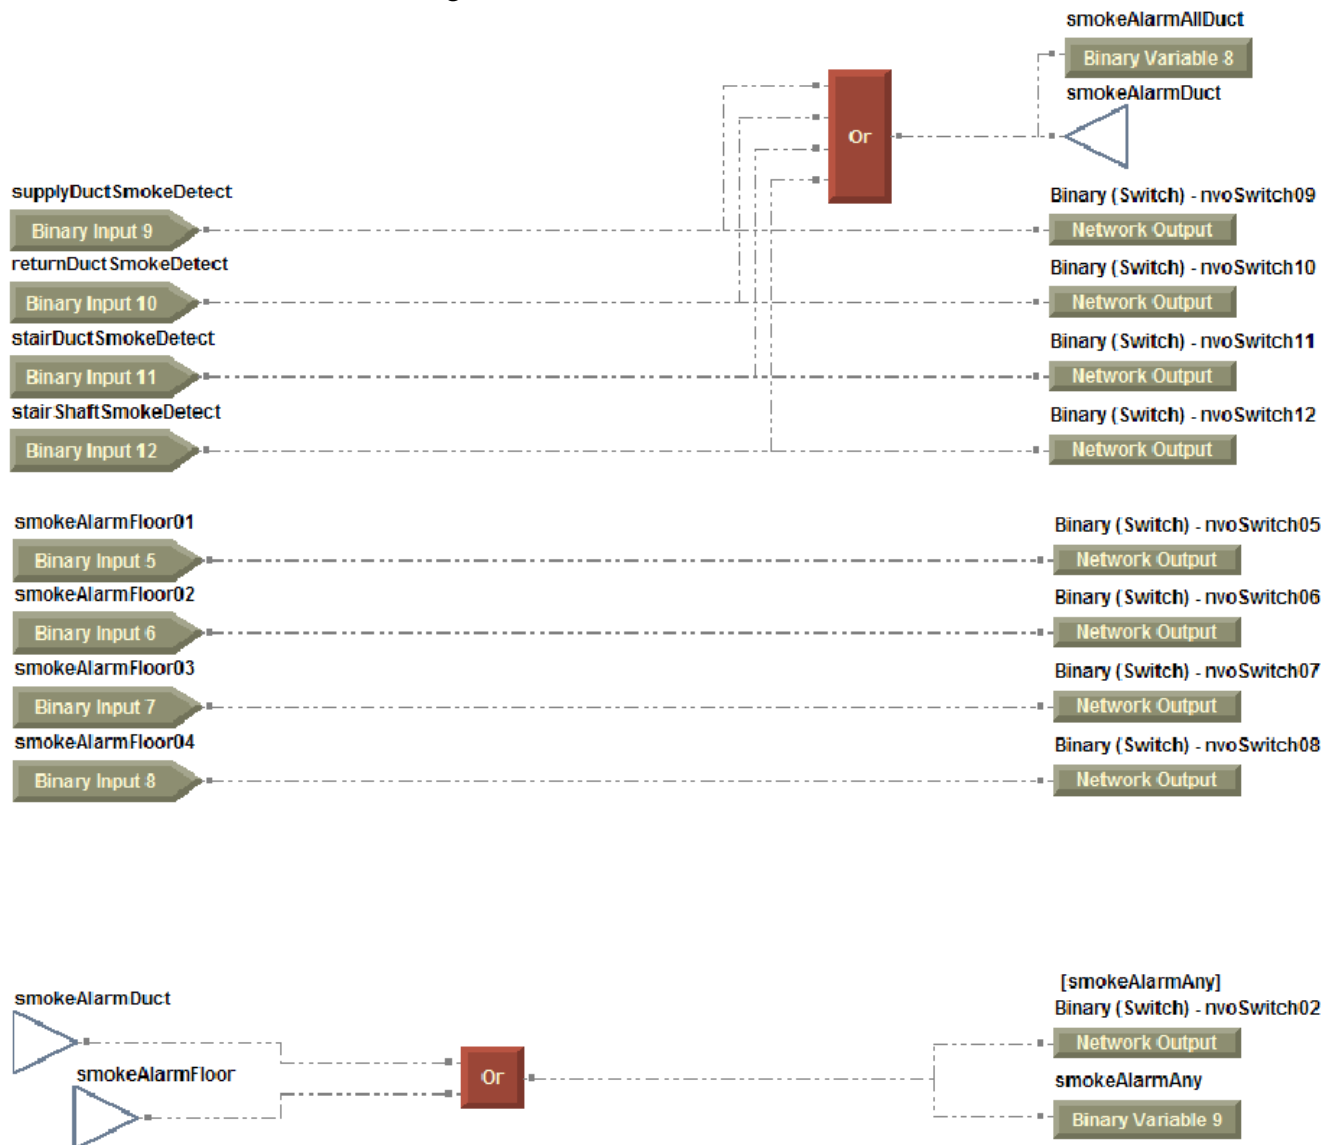 smokeAlarmAllDuct
Binary Variable 8
smokeAlarmDuct
Or
supplyDuctSmokeDetect
Binary (Switch) - nvoSwitch09
Binary Input 9
Network Output
returnDuctSmokeDetect
Binary (Switch) - nvoSwitch10
Binary Input 10
Network Output
stairDuctSmokeDetect
Binary (Switch) - nvoSwitch11
Binary Input 11
Network Output
stairShaftSmokeDetect
Binary (Switch) - nvoSwitch12
Binary Input 12
Network Output
smokeAlarmFloor01
Binary (Switch) - nvoSwitch05
Binary Input 5
Network Output
smokeAlarmFloor02
Binary (Switch) - nvoSwitch06
Binary Input 6
Network Output
smokeAlarmFloor03
Binary (Switch) - nvoSwitch07
Binary Input 7
Network Output
smokeAlarmFloor04
Binary (Switch) - nvoSwitch08
Binary Input 8
Network Output
[smokeAlarmAny]
smokeAlarmDuct
Binary (Switch) - nvoSwitch02
Network Output
smokeAlarmFloor
Or
smokeAlarmAny
Binary Variable 9